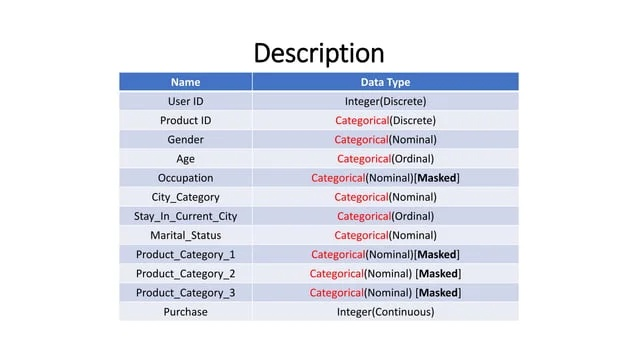 Description
Name Data Type
User ID Integer(Discrete)
Product ID Categorical(Discrete)
Gender Categorical(Nominal)
Age Categorical(Ordinal)
Occupation Categorical(Nominal)[Masked]
City_Category Categorical(Nominal)
Stay_In_Current_City Categorical(Ordinal)
Marital_Status Categorical(Nominal)
Product_Category_1 Categorical(Nominal)[Masked]
Product_Category_2 Categorical(Nominal) [Masked]
Product_Category_3 Categorical(Nominal) [Masked]
Purchase Integer(Continuous)